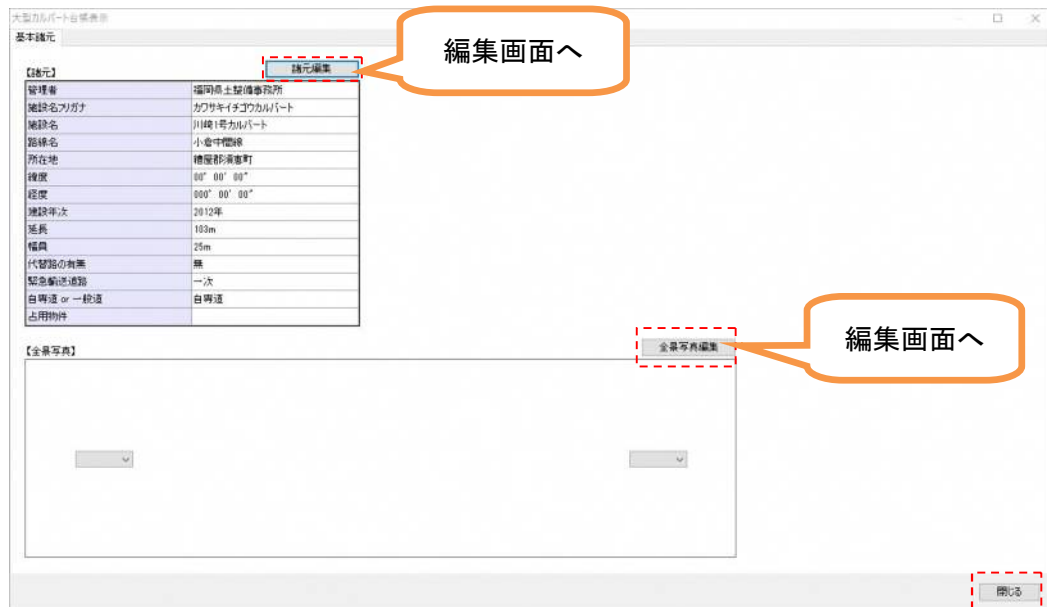 大型カルバート台帳表示
基本諸元
編集画面へ
【諸元】
諸元編集
管理者 福岡県土整備事務所
施設名フリガナ カワサキイチゴウカルバート
施設名 川崎1号カルバート
路線名 小倉中間線
所在地 糟屋郡須恵町
緯度 00° 00′ 00″
経度 000° 00′ 00″
建設年次 2012年
延長 103m
幅員 25m
代替路の有無 無
緊急輸送道路 一次
自専道 or 一般道 自専道
占用物件
【全景写真】
全景写真編集
編集画面へ
閉じる